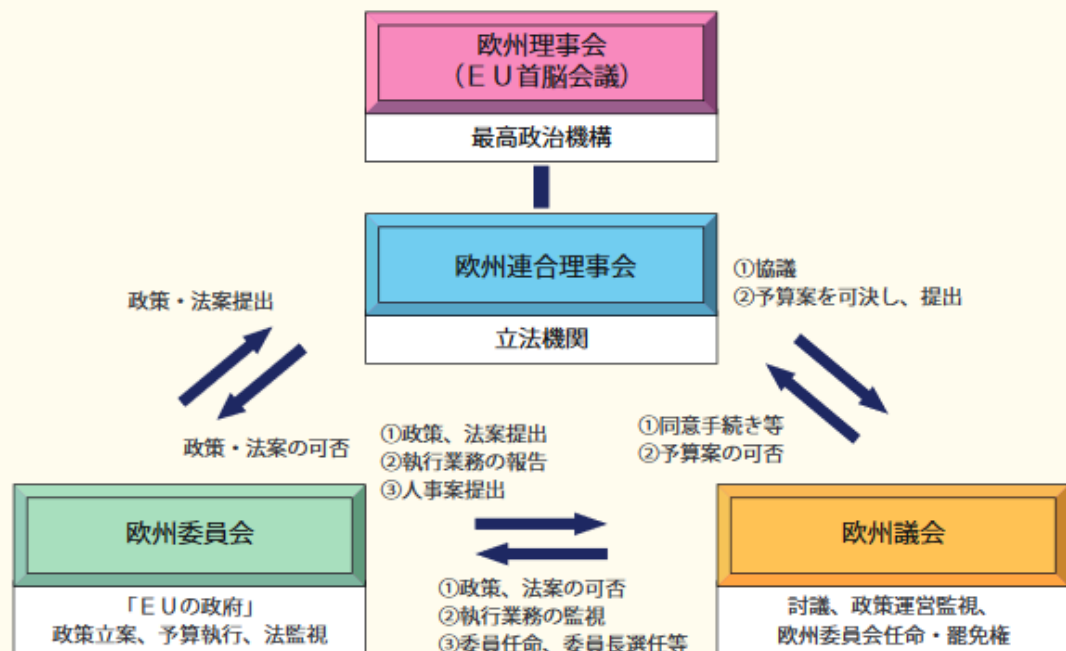 欧州理事会
（ＥＵ首脳会議）
最高政治機構
欧州連合理事会
立法機関
政策・法案提出
政策・法案の可否
①協議
②予算案を可決し、提出
①同意手続き等
②予算案の可否
①政策、法案提出
②執行業務の報告
③人事案提出
①政策、法案の可否
②執行業務の監視
③委員任命、委員長選任等
欧州委員会
「ＥＵの政府」
政策立案、予算執行、法監視
欧州議会
討議、政策運営監視、
欧州委員会任命・罷免権